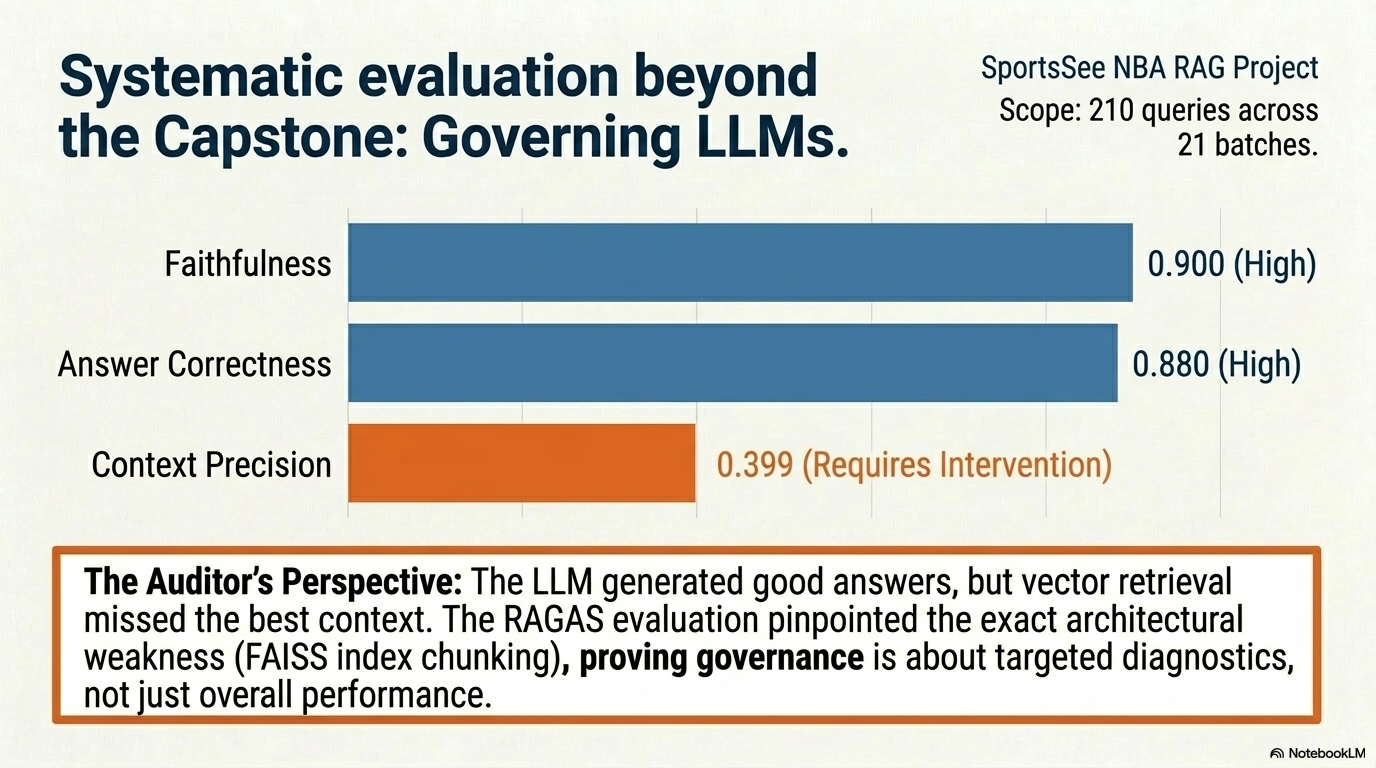 Systematic evaluation beyond
the Capstone: Governing LLMs.
SportsSee NBA RAG Project
Scope: 210 queries across
21 batches.
Faithfulness
0.900 (High)
Answer Correctness
0.880 (High)
Context Precision
0.399 (Requires Intervention)
The Auditor’s Perspective: The LLM generated good answers, but vector retrieval
missed the best context. The RAGAS evaluation pinpointed the exact architectural
weakness (FAISS index chunking), proving governance is about targeted diagnostics,
not just overall performance.
NotebookLM